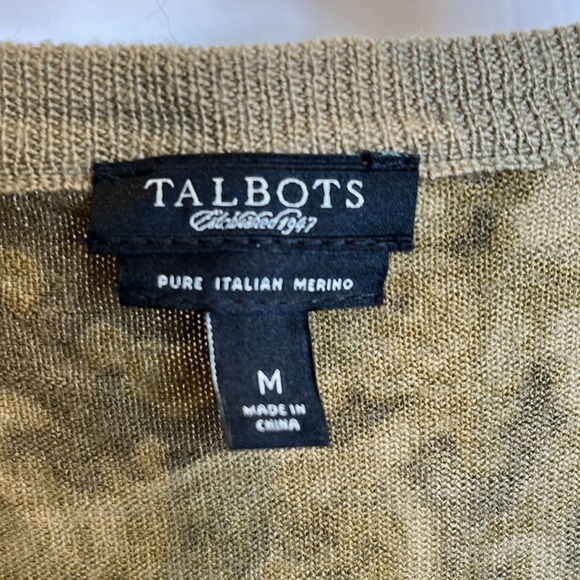 TALBOTS
Established 1947
PURE ITALIAN MERINO
M
MADE IN
CHINA